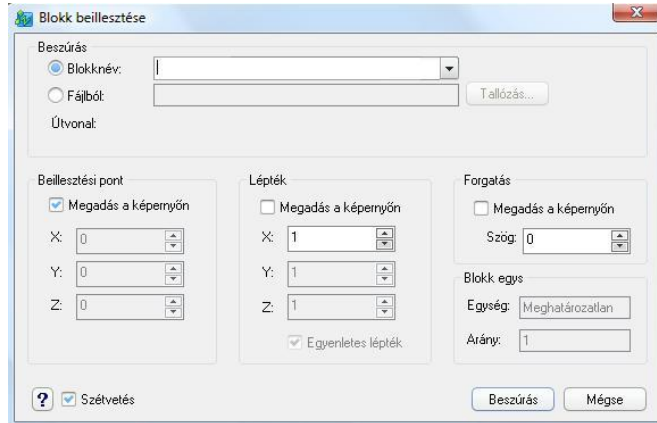 Blokk beillesztése
Beszúrás
Blokknév:
Fájlból:
Tallózás...
Útvonal:
Beillesztési pont
Megadás a képernyőn
X: 0
Y: 0
Z: 0
Lépték
Megadás a képernyőn
X: 1
Y: 1
Z: 1
Egyenletes lépték
Forgatás
Megadás a képernyőn
Szög: 0
Blokk egys
Egység: Meghatározatlan
Arány: 1
? Szétvetés
Beszúrás
Mégse